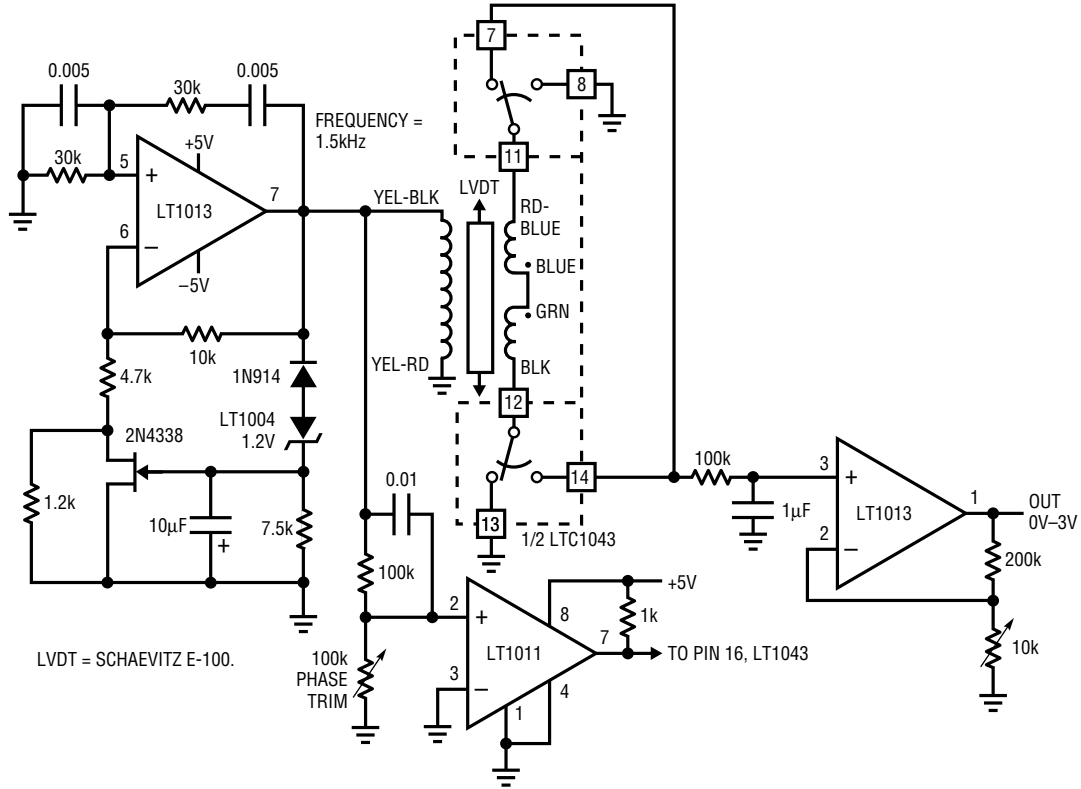 7
8
0.005
30k
0.005
FREQUENCY =
1.5kHz
+5V
30k
5
+
LT1013
7
6
–
–5V
11
YEL-BLK
LVDT
RD-
BLUE
BLUE
GRN
10k
YEL-RD
BLK
4.7k
1N914
LT1004
1.2V
12
2N4338
14
100k
3
+
LT1013
1
OUT
0V–3V
1µF
2
–
200k
10k
1.2k
10µF
+
7.5k
0.01
13
1/2 LTC1043
100k
+5V
2
+
8
1k
LT1011
7
TO PIN 16, LT1043
3
–
4
1
100k
PHASE
TRIM
LVDT = SCHAEVITZ E-100.